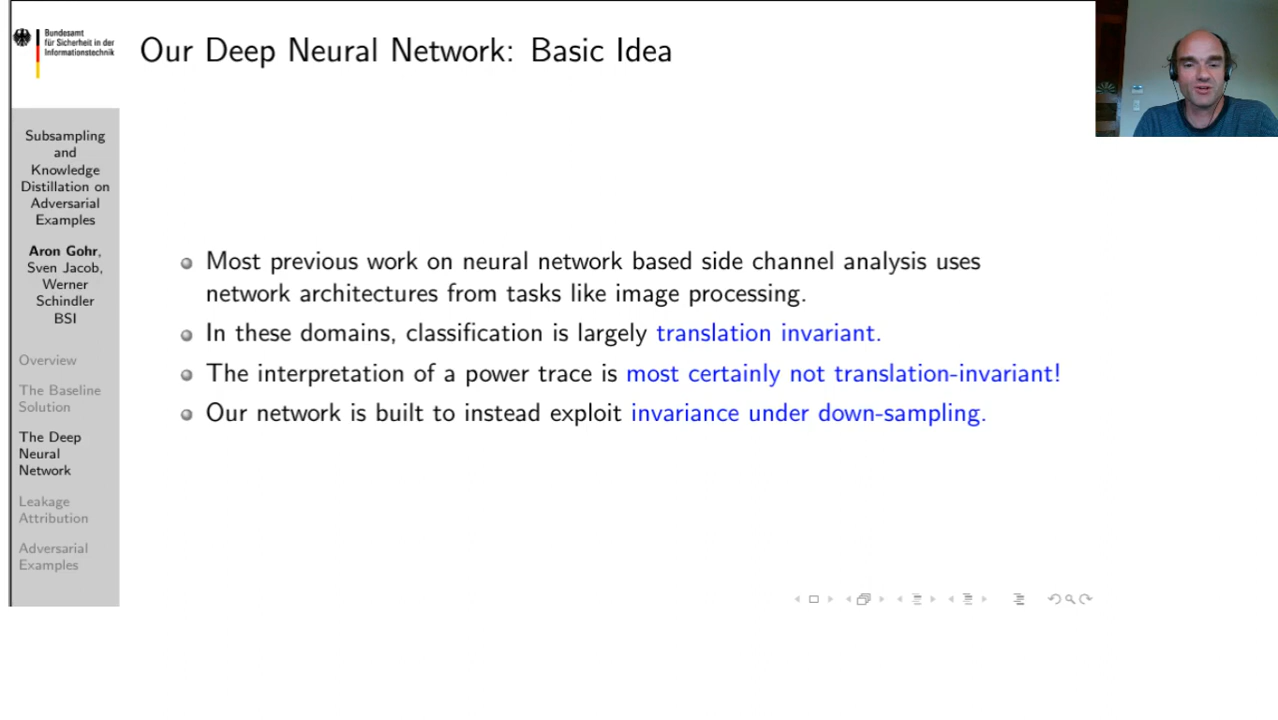 Bundesamt
für Sicherheit in der
Informationstechnik
Our Deep Neural Network: Basic Idea
Subsampling
and
Knowledge
Distillation on
Adversarial
Examples
Aron Gohr,
Sven Jacob,
Werner
Schindler
BSI
Overview
The Baseline
Solution
The Deep
Neural
Network
Leakage
Attribution
Adversarial
Examples
Most previous work on neural network based side channel analysis uses
network architectures from tasks like image processing.
In these domains, classification is largely translation invariant.
The interpretation of a power trace is most certainly not translation-invariant!
Our network is built to instead exploit invariance under down-sampling.